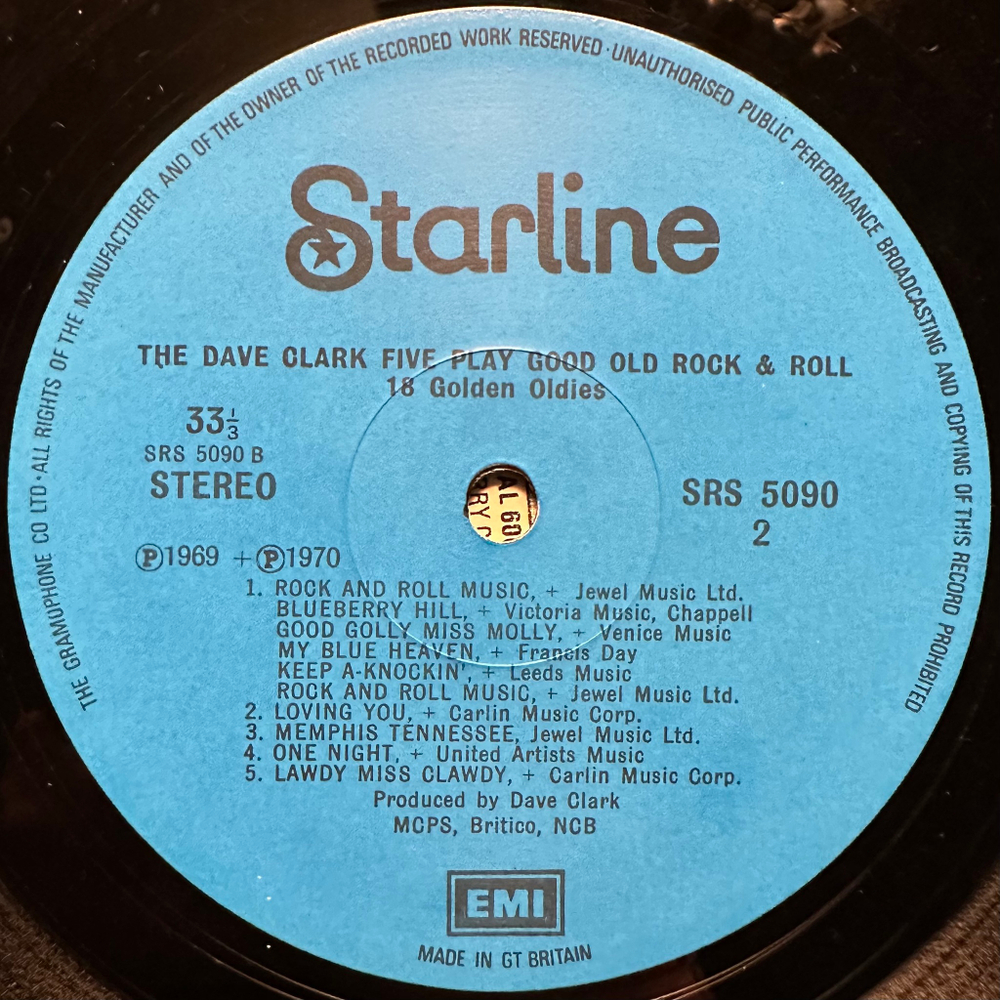 THE GRAMOPHONE CO LTD · ALL RIGHTS OF THE MANUFACTURER AND OF THE OWNER OF THE RECORDED WORK RESERVED · UNAUTHORISED PUBLIC PERFORMANCE BROADCASTING AND COPYING OF THIS RECORD PROHIBITED
Starline
THE DAVE CLARK FIVE PLAY GOOD OLD ROCK & ROLL
18 Golden Oldies
33⅓
SRS 5090 B
STEREO
SRS 5090
2
Ⓟ1969 +Ⓟ1970
1. ROCK AND ROLL MUSIC, + Jewel Music Ltd.
BLUEBERRY HILL, + Victoria Music, Chappell
GOOD GOLLY MISS MOLLY, + Venice Music
MY BLUE HEAVEN, + Francis Day
KEEP A-KNOCKIN', + Leeds Music
ROCK AND ROLL MUSIC, + Jewel Music Ltd.
2. LOVING YOU, + Carlin Music Corp.
3. MEMPHIS TENNESSEE, Jewel Music Ltd.
4. ONE NIGHT, + United Artists Music
5. LAWDY MISS CLAWDY, + Carlin Music Corp.
Produced by Dave Clark
MCPS, Britico, NCB
EMI
MADE IN GT BRITAIN